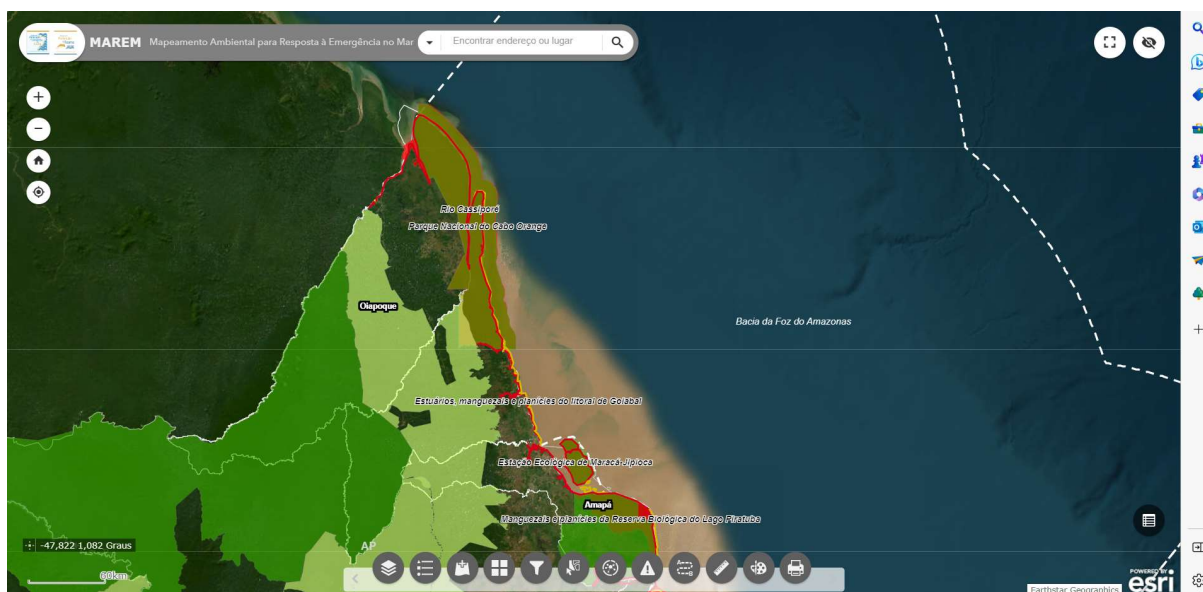 MAREM Mapeamento Ambiental para Resposta à Emergência no Mar
Encontrar endereço ou lugar
Rio Cassiporé
Parque Nacional do Cabo Orange
Oiapoque
Bacia da Foz do Amazonas
Estuários, manguezais e planícies do litoral de Goiabal
Estação Ecológica de Maracá-Jipioca
Amapá
Manguezais e planícies da Reserva Biológica do Lago Piratuba
-47,822 1,082 Graus
AP
60km
Earthstar Geographics
POWERED BY
esri